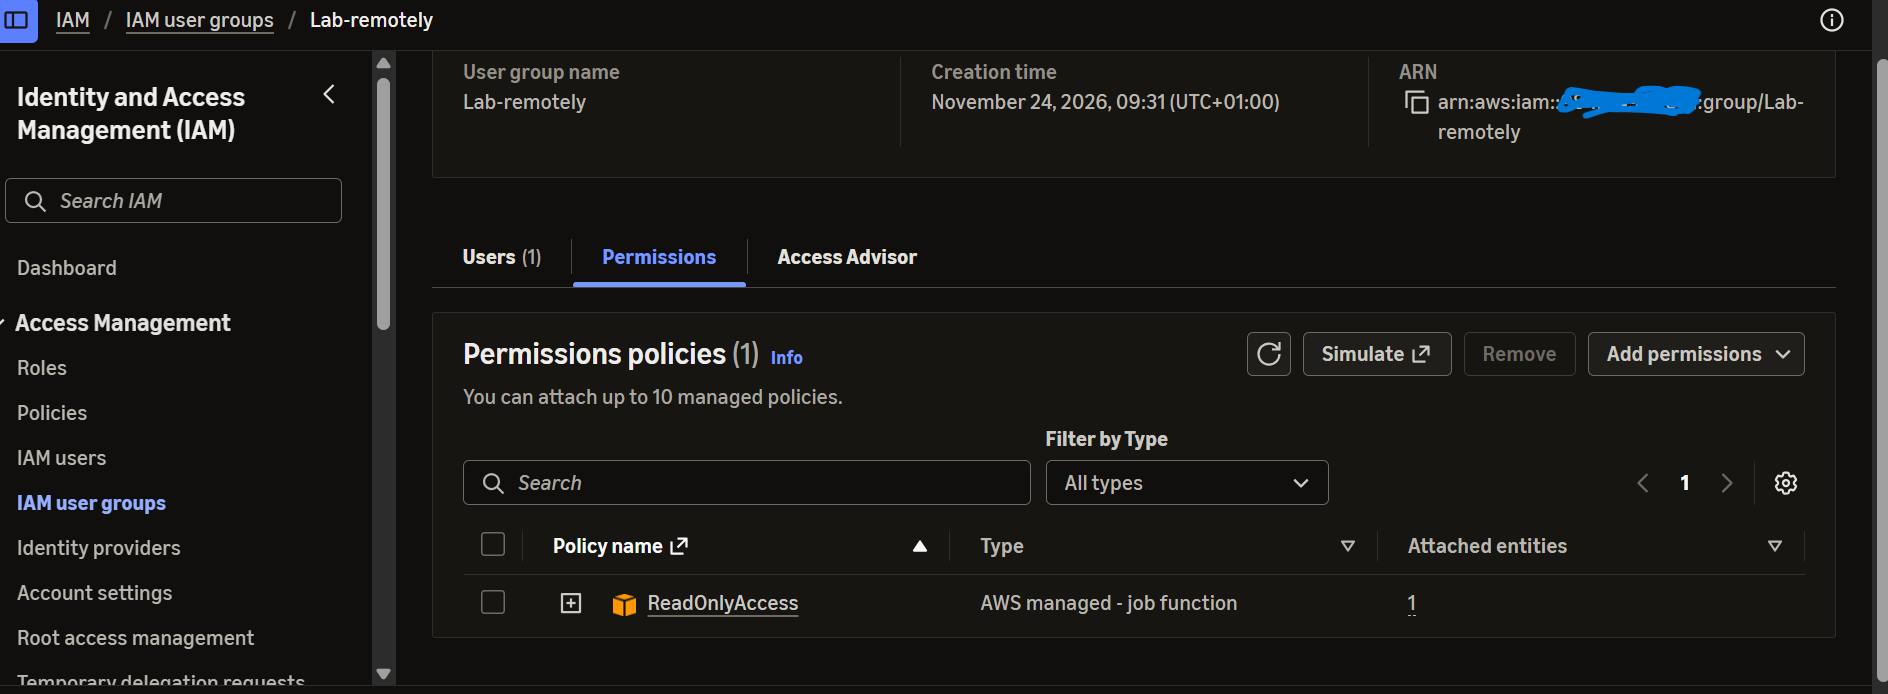 IAM / IAM user groups / Lab-remotely
Identity and Access
Management (IAM)
Search IAM
Dashboard
Access Management
Roles
Policies
IAM users
IAM user groups
Identity providers
Account settings
Root access management
Temporary delegation requests
User group name
Lab-remotely
Creation time
November 24, 2026, 09:31 (UTC+01:00)
ARN
arn:aws:iam:: :group/Lab-
remotely
Users (1)
Permissions
Access Advisor
Permissions policies (1) Info
You can attach up to 10 managed policies.
Simulate
Remove
Add permissions
Filter by Type
Search
All types
1
Policy name
Type
Attached entities
ReadOnlyAccess
AWS managed - job function
1